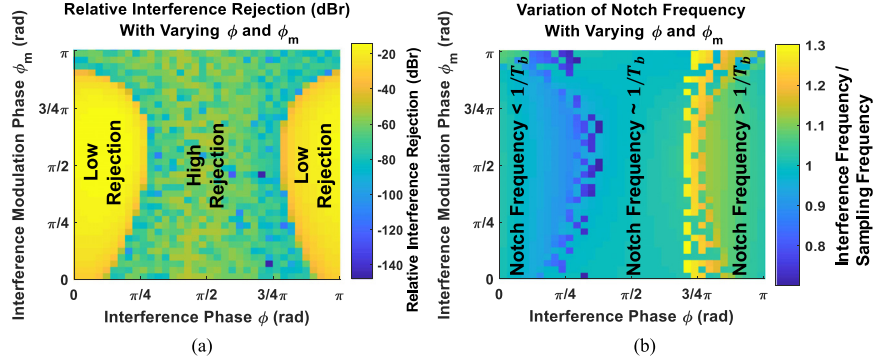 Relative Interference Rejection (dBr)
With Varying ϕ and ϕm
Interference Modulation Phase ϕm (rad)
π
3/4π
π/2
π/4
0
Low
Rejection
High
Rejection
Low
Rejection
0
π/4
π/2
3/4π
π
Interference Phase ϕ (rad)
-20
-40
-60
-80
-100
-120
-140
Relative Interference Rejection (dBr)
(a)
Variation of Notch Frequency
With Varying ϕ and ϕm
Interference Modulation Phase ϕm (rad)
π
3/4π
π/2
π/4
0
Notch Frequency < 1/Tb
Notch Frequency ~ 1/Tb
Notch Frequency > 1/Tb
0
π/4
π/2
3/4π
π
Interference Phase ϕ (rad)
1.3
1.2
1.1
1
0.9
0.8
Interference Frequency/
Sampling Frequency
(b)